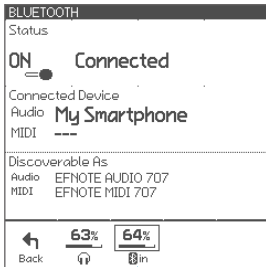 BLUETOOTH
Status
ON Connected
Connected Device
Audio My Smartphone
MIDI ---
Discoverable As
Audio EFNOTE AUDIO 707
MIDI EFNOTE MIDI 707
63% 64%
Back in